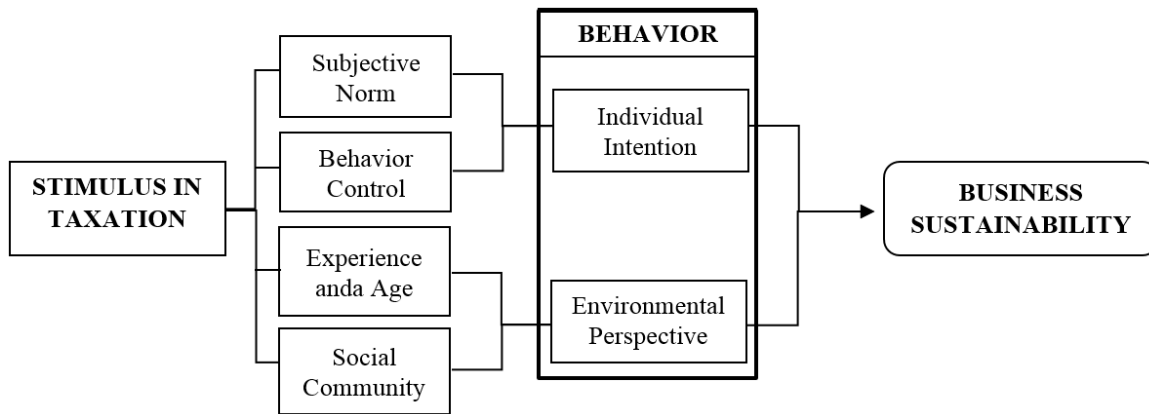 STIMULUS IN
TAXATION
Subjective
Norm
Behavior
Control
Experience
anda Age
Social
Community
BEHAVIOR
Individual
Intention
Environmental
Perspective
BUSINESS
SUSTAINABILITY